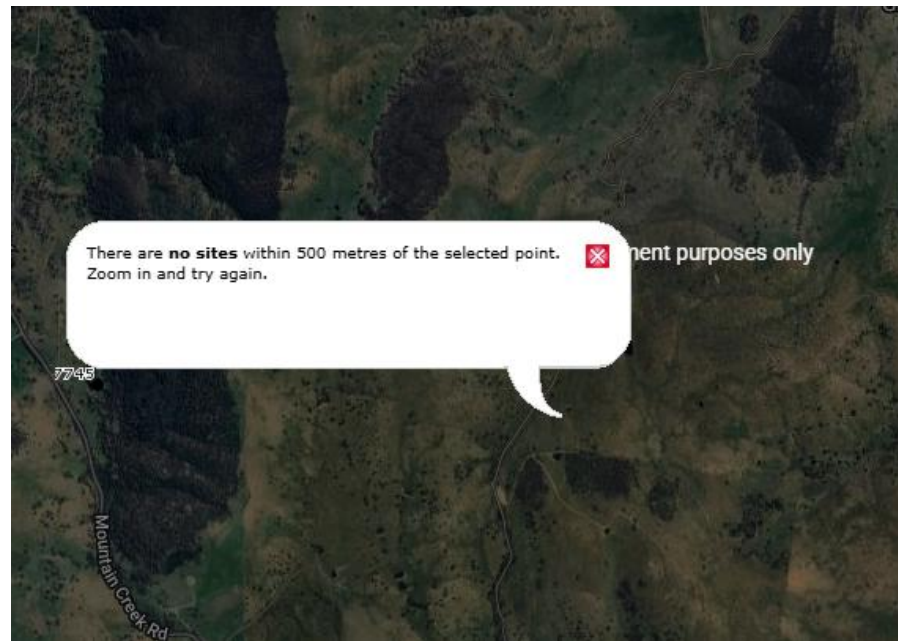 There are no sites within 500 metres of the selected point.
Zoom in and try again.
purposes only
7745
Mountain Creek Rd